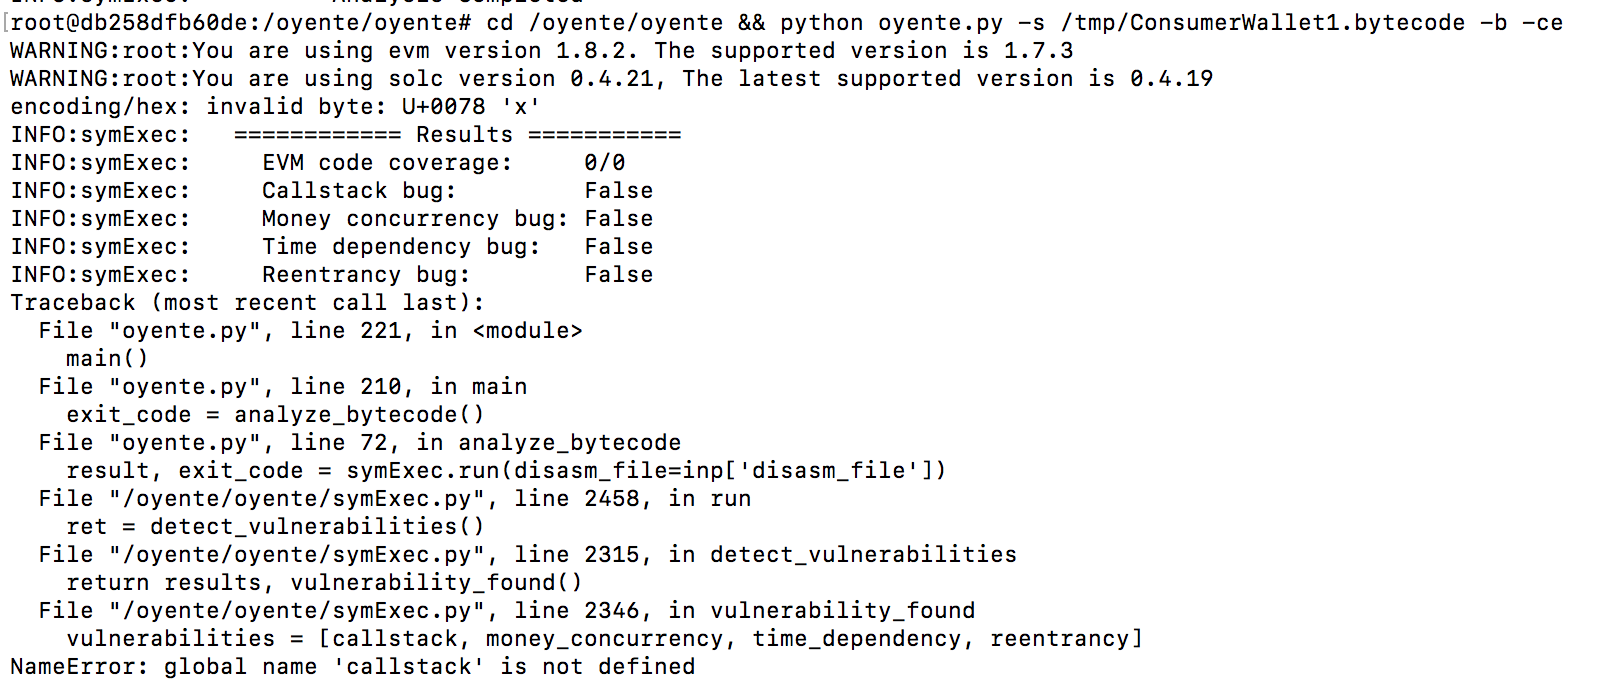 INFO:symExec:          Analysis Completed
root@db258dfb60de:/oyente/oyente# cd /oyente/oyente && python oyente.py -s /tmp/ConsumerWallet1.bytecode -b -ce
WARNING:root:You are using evm version 1.8.2. The supported version is 1.7.3
WARNING:root:You are using solc version 0.4.21, The latest supported version is 0.4.19
encoding/hex: invalid byte: U+0078 'x'
INFO:symExec:   ============ Results ===========
INFO:symExec:     EVM code coverage:     0/0
INFO:symExec:     Callstack bug:         False
INFO:symExec:     Money concurrency bug: False
INFO:symExec:     Time dependency bug:   False
INFO:symExec:     Reentrancy bug:        False
Traceback (most recent call last):
  File "oyente.py", line 221, in <module>
    main()
  File "oyente.py", line 210, in main
    exit_code = analyze_bytecode()
  File "oyente.py", line 72, in analyze_bytecode
    result, exit_code = symExec.run(disasm_file=inp['disasm_file'])
  File "/oyente/oyente/symExec.py", line 2458, in run
    ret = detect_vulnerabilities()
  File "/oyente/oyente/symExec.py", line 2315, in detect_vulnerabilities
    return results, vulnerability_found()
  File "/oyente/oyente/symExec.py", line 2346, in vulnerability_found
    vulnerabilities = [callstack, money_concurrency, time_dependency, reentrancy]
NameError: global name 'callstack' is not defined